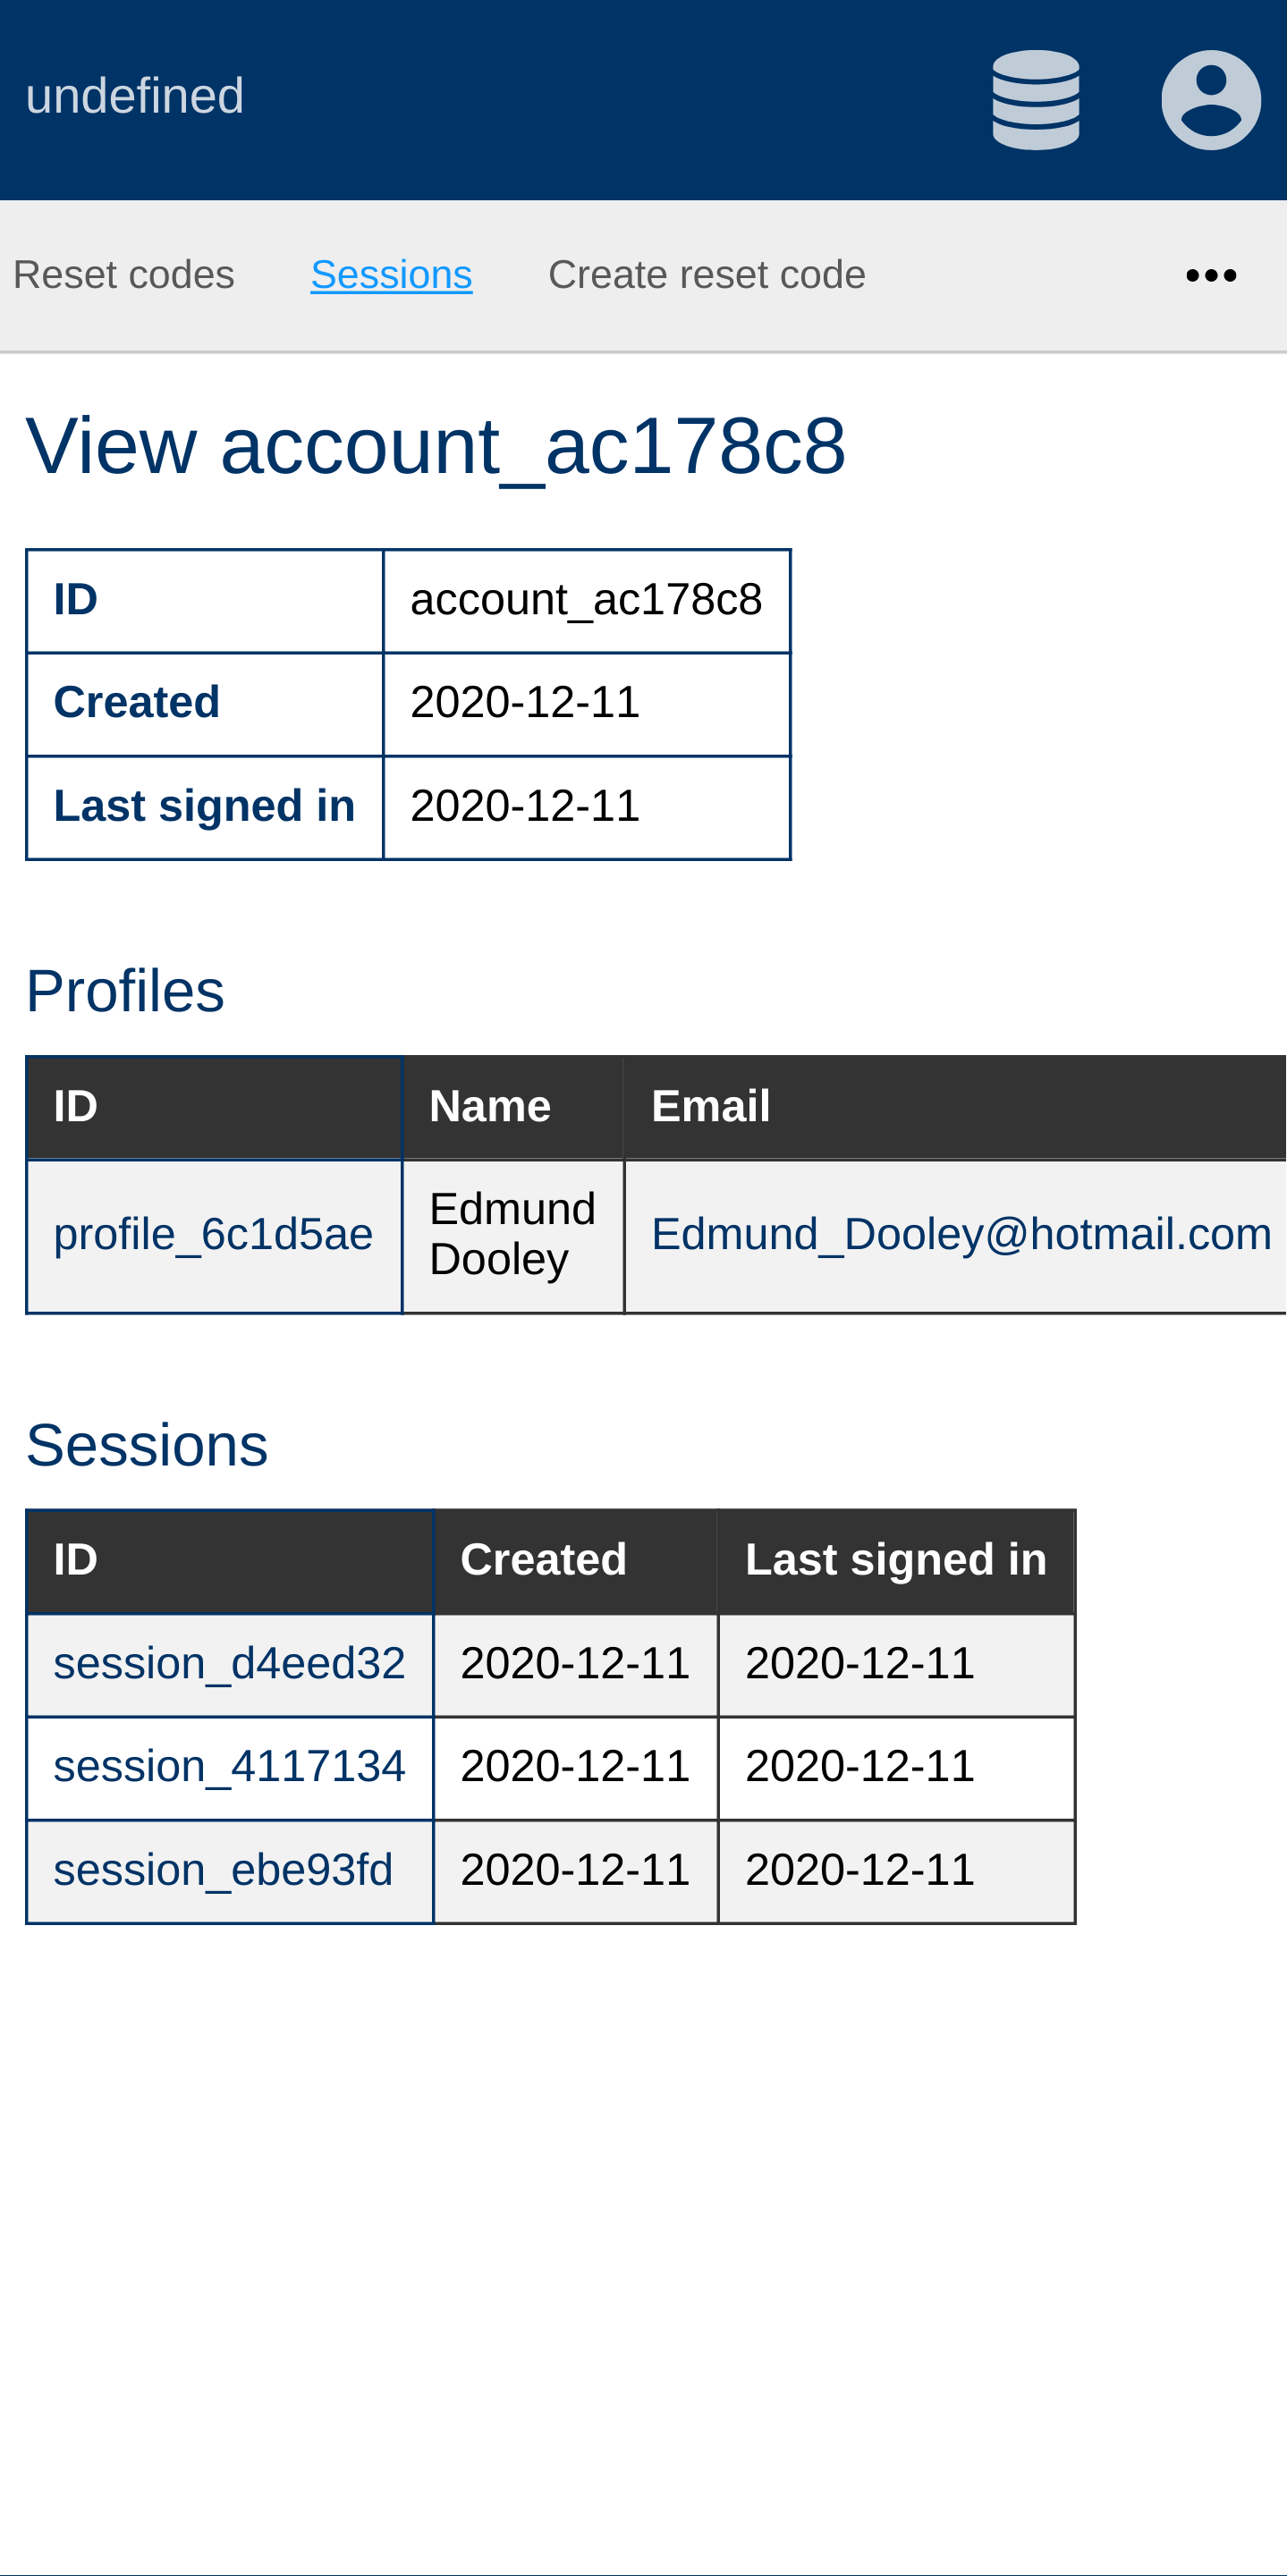 undefined
Reset codes Sessions Create reset code
View account_ac178c8
ID account_ac178c8
Created 2020-12-11
Last signed in 2020-12-11
Profiles
ID Name Email
profile_6c1d5ae Edmund Dooley Edmund_Dooley@hotmail.com
Sessions
ID Created Last signed in
session_d4eed32 2020-12-11 2020-12-11
session_4117134 2020-12-11 2020-12-11
session_ebe93fd 2020-12-11 2020-12-11